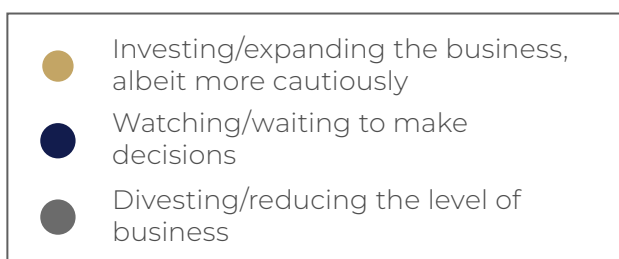 Investing/expanding the business,
albeit more cautiously
Watching/waiting to make
decisions
Divesting/reducing the level of
business